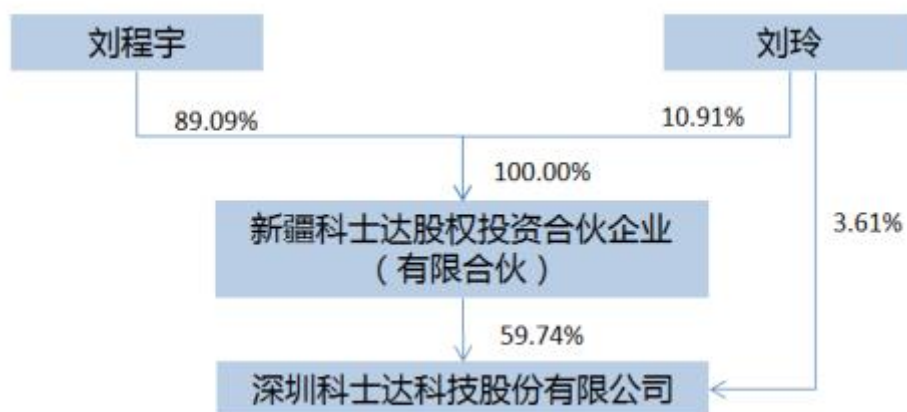 刘程宇
刘玲
89.09%
10.91%
100.00%
3.61%
新疆科士达股权投资合伙企业
（有限合伙）
59.74%
深圳科士达科技股份有限公司